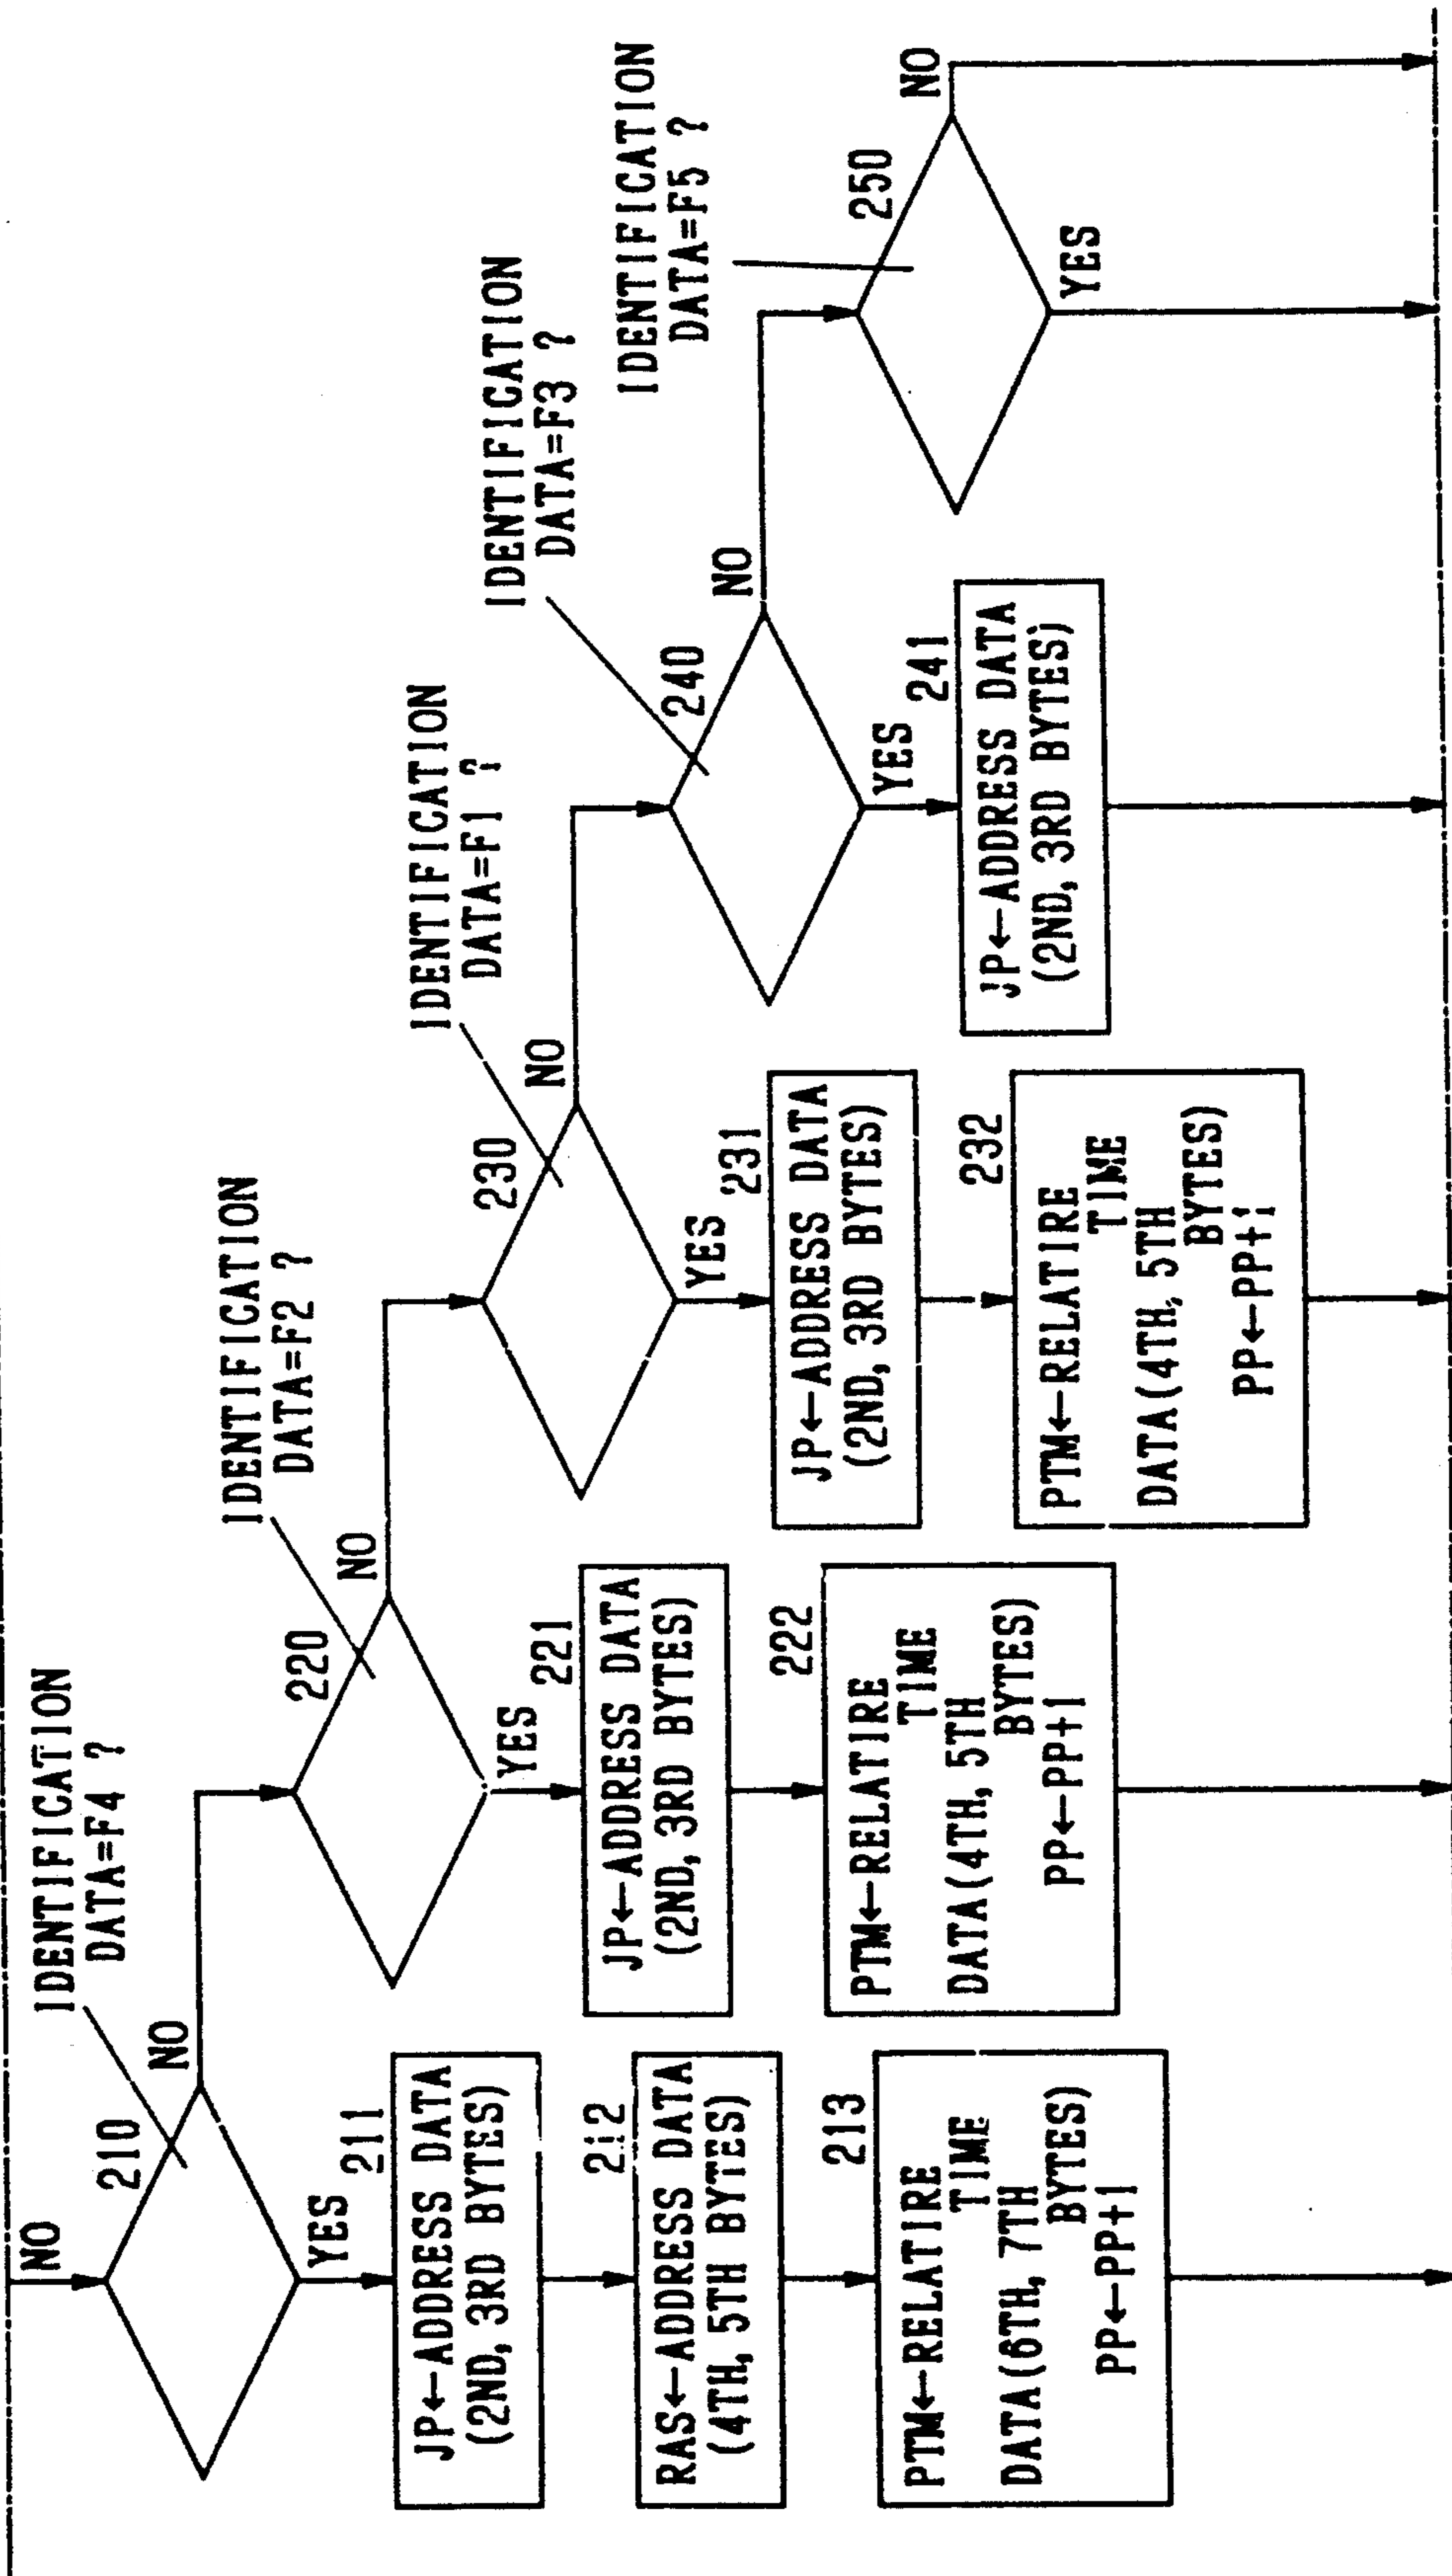 NO
210
IDENTIFICATION
DATA=F4 ?
NO
YES
211
JP←ADDRESS DATA
(2ND, 3RD BYTES)
212
RAS←ADDRESS DATA
(4TH, 5TH BYTES)
213
PTM←RELATIRE
TIME
DATA(6TH, 7TH
BYTES)
PP←PP+1
220
IDENTIFICATION
DATA=F2 ?
NO
YES
221
JP←ADDRESS DATA
(2ND, 3RD BYTES)
222
PTM←RELATIRE
TIME
DATA(4TH, 5TH
BYTES)
PP←PP+1
230
IDENTIFICATION
DATA=F1 ?
NO
YES
231
JP←ADDRESS DATA
(2ND, 3RD BYTES)
232
PTM←RELATIRE
TIME
DATA(4TH, 5TH
BYTES)
PP←PP+1
240
IDENTIFICATION
DATA=F3 ?
NO
YES
241
JP←ADDRESS DATA
(2ND, 3RD BYTES)
250
IDENTIFICATION
DATA=F5 ?
NO
YES